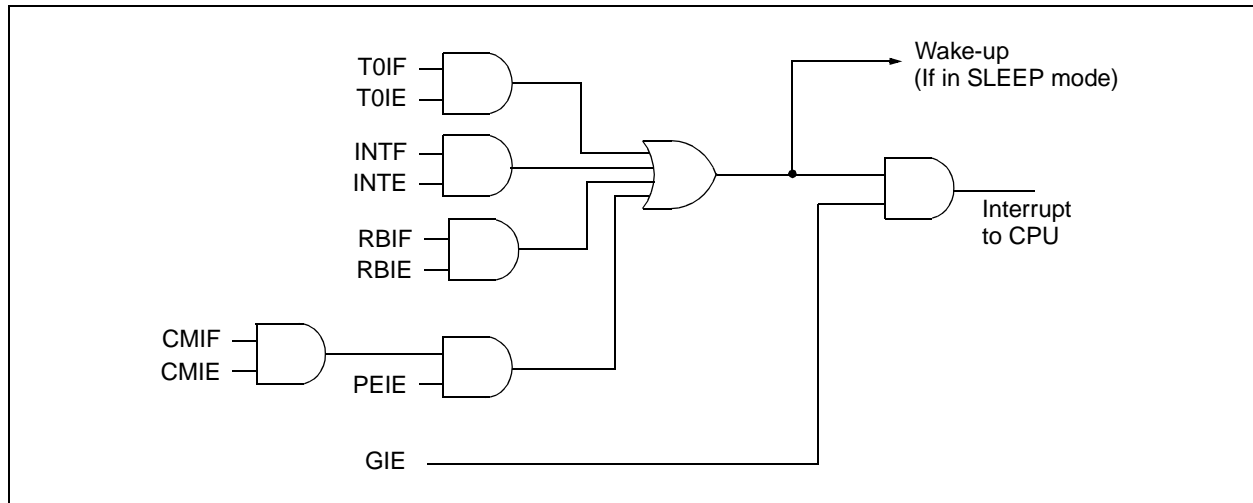 Wake-up
(If in SLEEP mode)
T0IF
T0IE
INTF
INTE
RBIF
RBIE
Interrupt
to CPU
CMIF
CMIE
PEIE
GIE